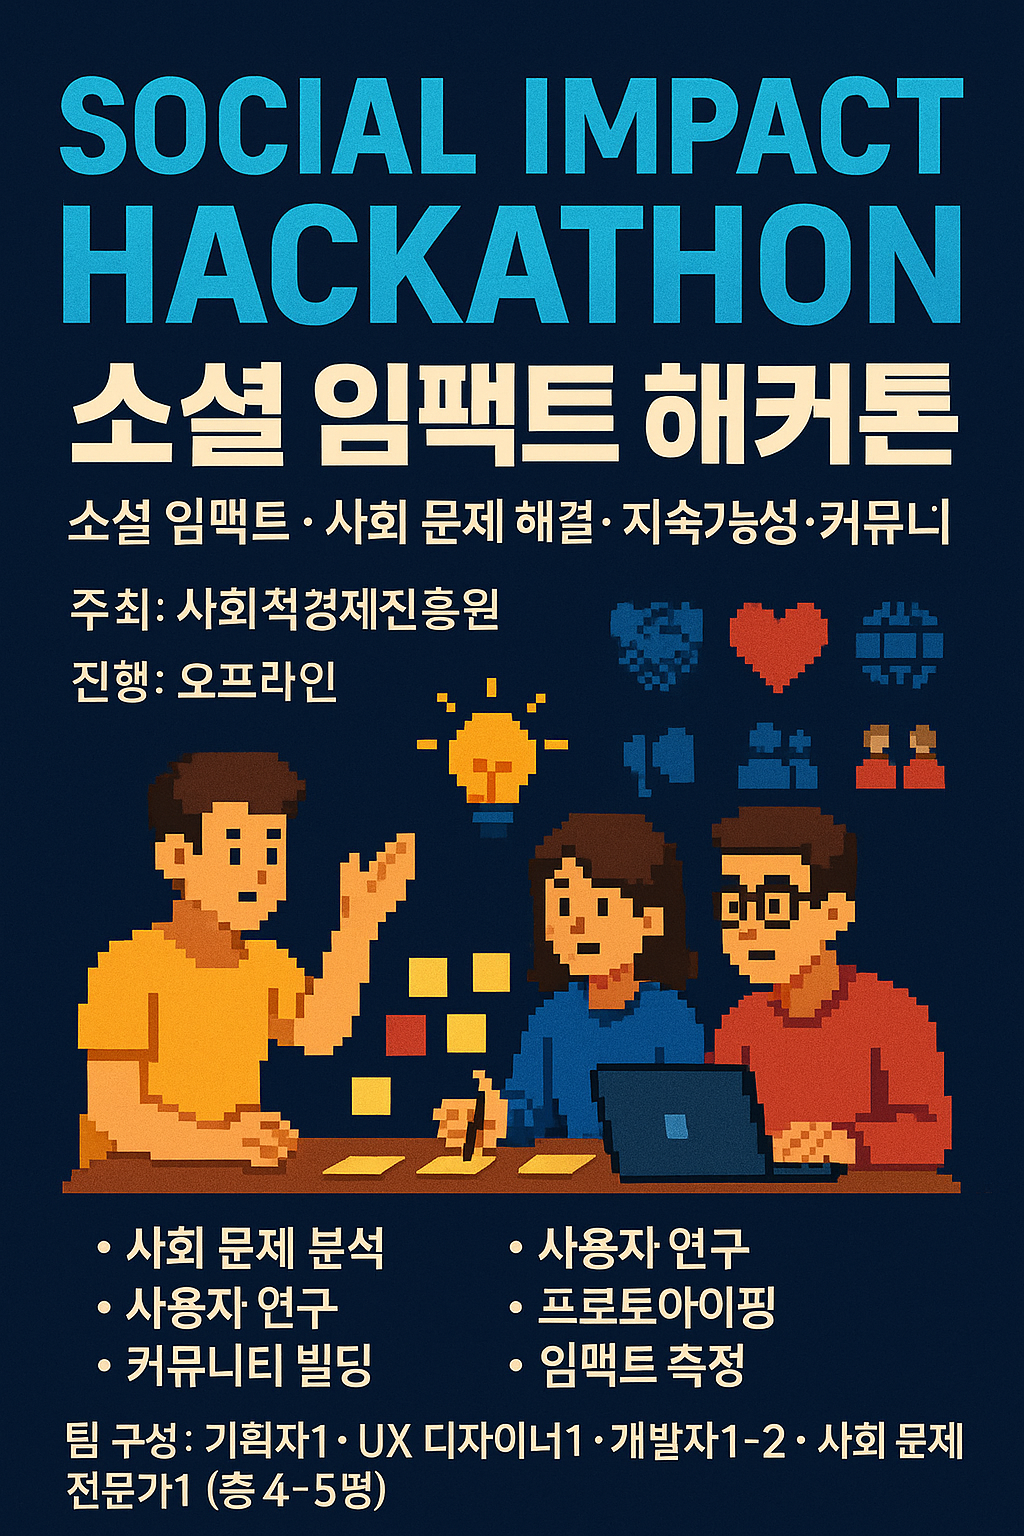 SOCIAL IMPACT
HACKATHON
소셜 임팩트 해커톤
소설 임맥트 · 사회 문제 해결 · 지속가능성 · 커뮤니
주최: 사회척경제진흥원
진행: 오프라인
• 사회 문제 분석
• 사용자 연구
• 사용자 연구
• 프로토아이핑
• 커뮤니티 빌딩
• 임맥트 측정
팀 구성: 기획자1 · UX 디자이너1 · 개발자1-2 · 사회 문제
전문가1 (층 4-5명)